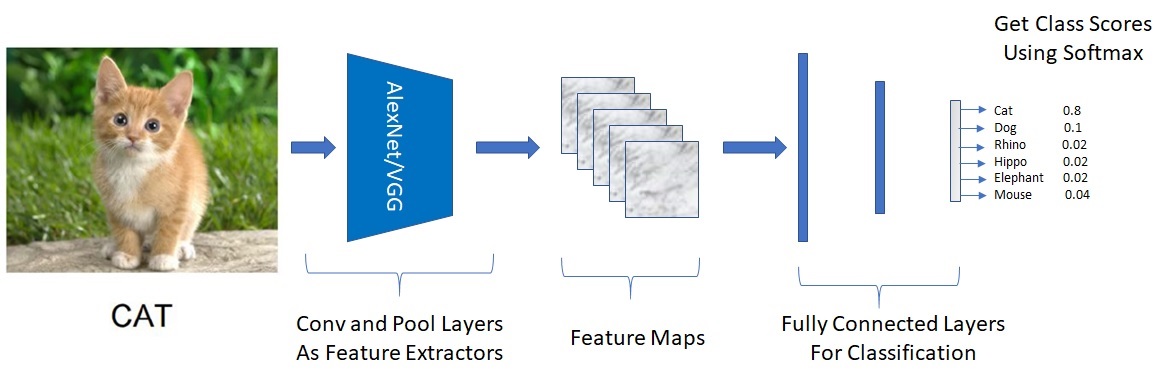 CAT
AlexNet/VGG
Conv and Pool Layers
As Feature Extractors
Feature Maps
Fully Connected Layers
For Classification
Get Class Scores
Using Softmax
Cat 0.8
Dog 0.1
Rhino 0.02
Hippo 0.02
Elephant 0.02
Mouse 0.04